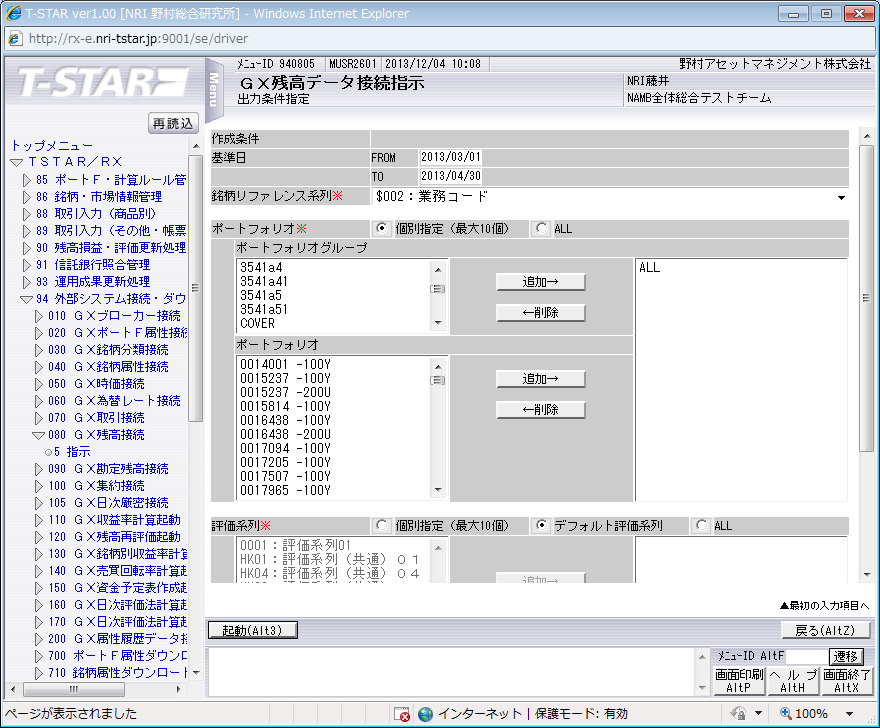 T-STAR ver1.00 [NRI 野村総合研究所] - Windows Internet Explorer
http://rx-e.nri-tstar.jp:9001/se/driver
T-STAR
Menu
ﾒﾆｭｰID 940805 MUSR2601 2013/12/04 10:08 野村アセットマネジメント株式会社
ＧＸ残高データ接続指示
出力条件指定
NRI藤井
NAMB全体総合テストチーム
再読込
トップメニュー
ＴＳＴＡＲ／ＲＸ
85 ポートＦ・計算ルール管
86 銘柄・市場情報管理
88 取引入力（商品別）
89 取引入力（その他・帳票
90 残高損益・評価更新処理
91 信託銀行照合管理
93 運用成果更新処理
94 外部システム接続・ダウ
010 ＧＸブローカー接続
020 ＧＸポートＦ属性接続
030 ＧＸ銘柄分類接続
040 ＧＸ銘柄属性接続
050 ＧＸ時価接続
060 ＧＸ為替レート接続
070 ＧＸ取引接続
080 ＧＸ残高接続
5 指示
090 ＧＸ勘定残高接続
100 ＧＸ集約接続
105 ＧＸ日次厳密接続
110 ＧＸ収益率計算起動
120 ＧＸ残高再評価起動
130 ＧＸ銘柄別収益率計算
140 ＧＸ売買回転率計算起
150 ＧＸ資金予定表作成起
160 ＧＸ日次評価法計算起
170 ＧＸ日次評価法計算起
200 ＧＸ属性履歴データ接
700 ポートＦ属性ダウンロ
710 銘柄属性ダウンロード
作成条件
基準日 FROM 2013/03/01
TO 2013/04/30
銘柄リファレンス系列※ $002：業務コード
ポートフォリオ※ 個別指定（最大10個） ALL
ポートフォリオグループ
3541a4
3541a41
3541a5
3541a51
COVER
追加→
←削除
ALL
ポートフォリオ
0014001 -100Y
0015237 -100Y
0015237 -200U
0015814 -100Y
0016438 -100Y
0016438 -200U
0017094 -100Y
0017205 -100Y
0017507 -100Y
0017965 -100Y
追加→
←削除
評価系列※ 個別指定（最大10個） デフォルト評価系列 ALL
0001：評価系列01
HK01：評価系列（共通）０１
HK04：評価系列（共通）０４
追加→
▲最初の入力項目へ
起動(Alt3) 戻る(AltZ)
ﾒﾆｭｰID AltF 遷移
画面印刷 AltP
ヘルプ AltH
画面終了 AltX
ページが表示されました
インターネット | 保護モード: 有効
100%